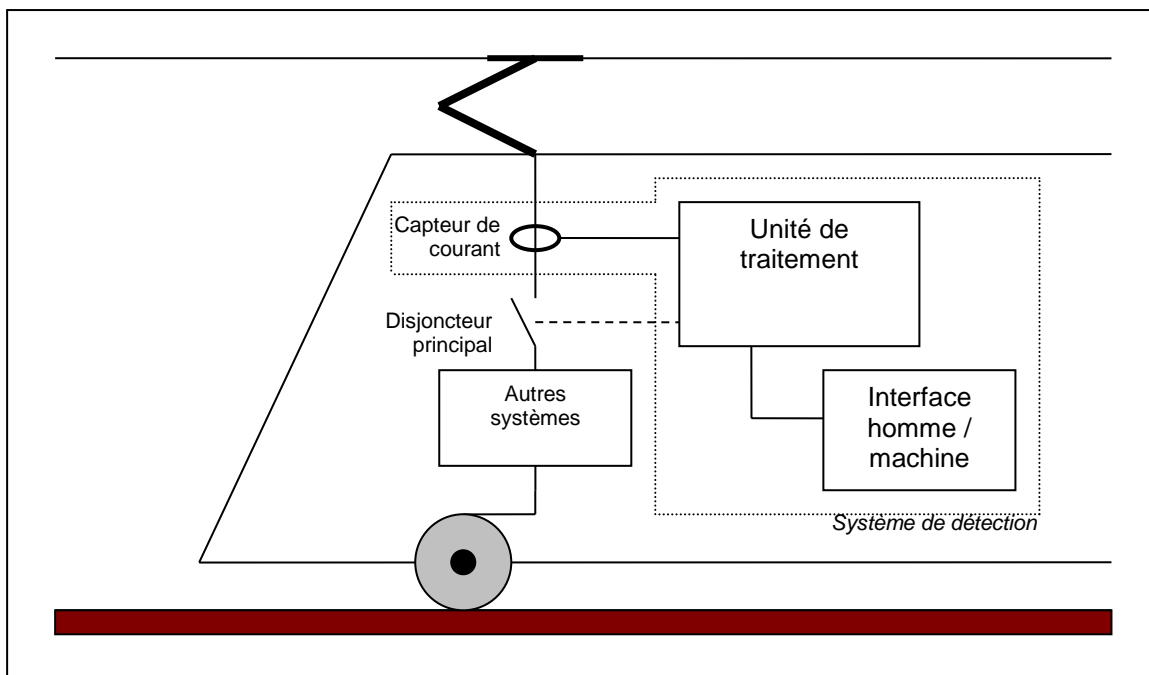 Capteur de
courant
Unité de
traitement
Disjoncteur
principal
Autres
systèmes
Interface
homme /
machine
Système de détection